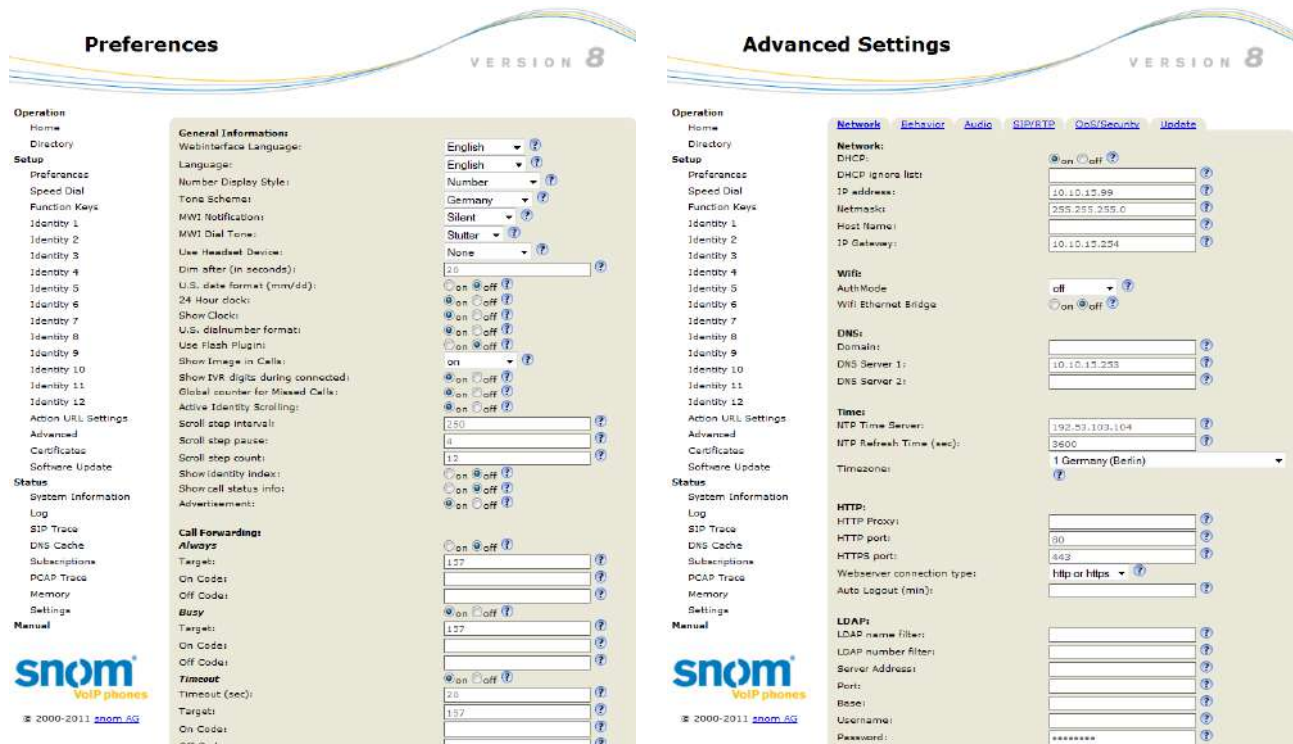 Preferences
VERSION 8
Operation
Home
Directory
Setup
Preferences
Speed Dial
Function Keys
Identity 1
Identity 2
Identity 3
Identity 4
Identity 5
Identity 6
Identity 7
Identity 8
Identity 9
Identity 10
Identity 11
Identity 12
Action URL Settings
Advanced
Certificates
Software Update
Status
System Information
Log
SIP Trace
DNS Cache
Subscriptions
PCAP Trace
Memory
Settings
Manual
snom
VoIP phones
© 2000-2011 snom AG
General Information:
Webinterface Language: English
Language: English
Number Display Style: Number
Tone Scheme: Germany
MWI Notification: Silent
MWI Dial Tone: Stutter
Use Headset Device: None
Dim after (in seconds): 20
U.S. date format (mm/dd): on off
24 Hour clock: on off
Show Clock: on off
U.S. dialnumber format: on off
Use Flash Plugin: on off
Show Image in Calls: on
Show IVR digits during connected: on off
Global counter for Missed Calls: on off
Active Identity Scrolling: on off
Scroll step interval: 250
Scroll step pause: 4
Scroll step count: 12
Show identity index: on off
Show call status info: on off
Advertisement: on off
Call Forwarding:
Always on off
Target: 157
On Code:
Off Code:
Busy on off
Target: 157
On Code:
Off Code:
Timeout on off
Timeout (sec): 20
Target: 157
On Code:
Advanced Settings
VERSION 8
Operation
Home
Directory
Setup
Preferences
Speed Dial
Function Keys
Identity 1
Identity 2
Identity 3
Identity 4
Identity 5
Identity 6
Identity 7
Identity 8
Identity 9
Identity 10
Identity 11
Identity 12
Action URL Settings
Advanced
Certificates
Software Update
Status
System Information
Log
SIP Trace
DNS Cache
Subscriptions
PCAP Trace
Memory
Settings
Manual
snom
VoIP phones
© 2000-2011 snom AG
Network Behavior Audio SIP/RTP QoS/Security Update
Network:
DHCP: on off
DHCP ignore list:
IP address: 10.10.15.99
Netmask: 255.255.255.0
Host Name:
IP Gateway: 10.10.15.254
Wifi:
AuthMode off
Wifi Ethernet Bridge on off
DNS:
Domain:
DNS Server 1: 10.10.15.253
DNS Server 2:
Time:
NTP Time Server: 192.53.103.104
NTP Refresh Time (sec): 3600
Timezone: 1 Germany (Berlin)
HTTP:
HTTP Proxy:
HTTP port: 80
HTTPS port: 443
Webserver connection type: http or https
Auto Logout (min):
LDAP:
LDAP name filter:
LDAP number filter:
Server Address:
Port:
Base:
Username:
Password: ********